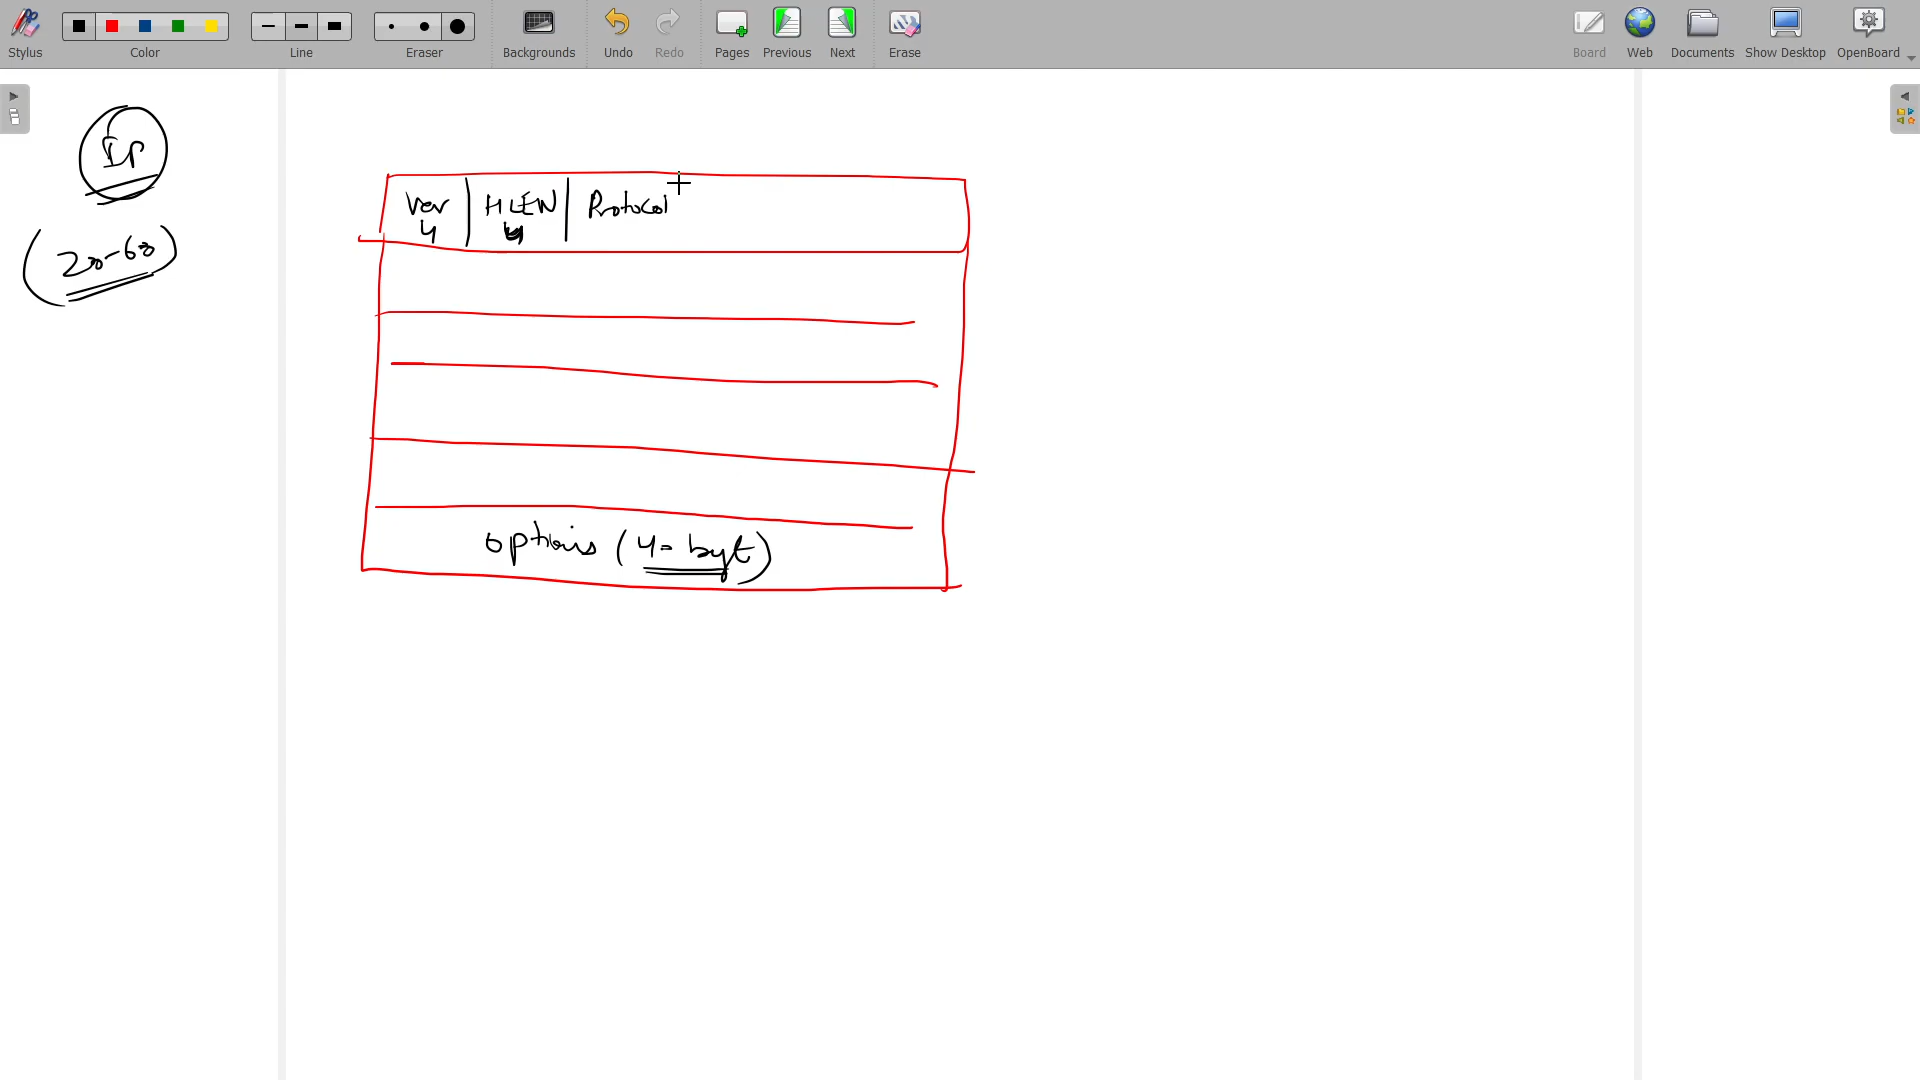 Stylus Color Line Eraser Backgrounds Undo Redo Pages Previous Next Erase Board Web Documents Show Desktop OpenBoard
IP
(20-60)
Ver HLEN Protocol
4 4
options (40 byt)